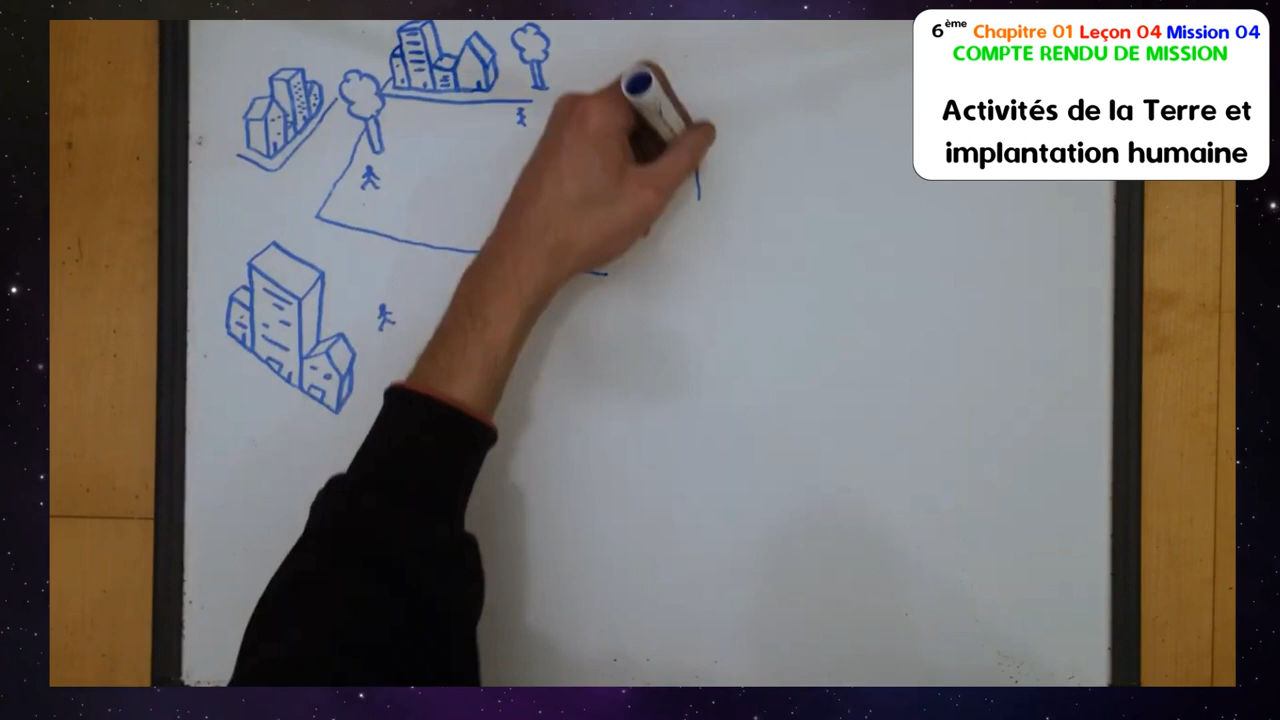 6ème Chapitre 01 Leçon 04 Mission 04
COMPTE RENDU DE MISSION
Activités de la Terre et
implantation humaine